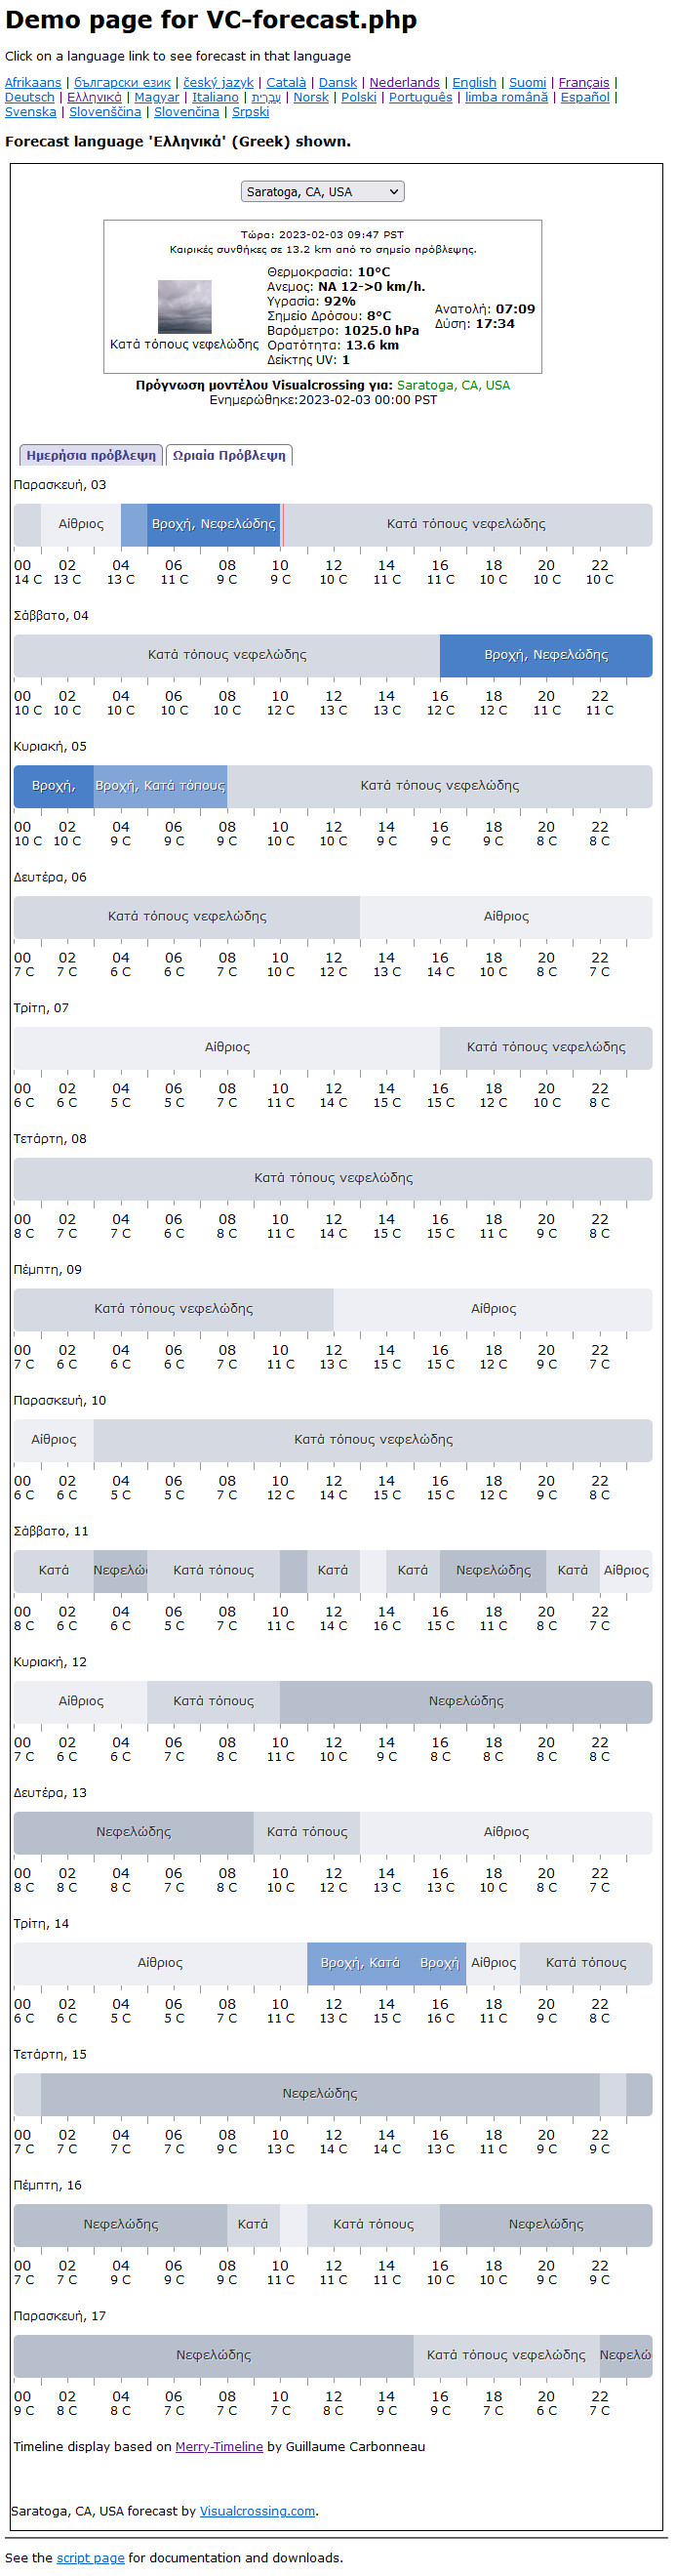 Demo page for VC-forecast.php
Click on a language link to see forecast in that language
Afrikaans | български език | český jazyk | Català | Dansk | Nederlands | English | Suomi | Français |
Deutsch | Ελληνικά | Magyar | Italiano | עִבְרִית | Norsk | Polski | Português | limba română | Español |
Svenska | Slovenščina | Slovenčina | Srpski
Forecast language 'Ελληνικά' (Greek) shown.
Saratoga, CA, USA
Τώρα: 2023-02-03 09:47 PST
Καιρικές συνθήκες σε 13.2 km από το σημείο πρόβλεψης.
Θερμοκρασία: 10°C
Ανεμος: NA 12->0 km/h.
Υγρασία: 92%
Σημείο Δρόσου: 8°C
Βαρόμετρο: 1025.0 hPa
Ορατότητα: 13.6 km
Δείκτης UV: 1
Κατά τόπους νεφελώδης
Ανατολή: 07:09
Δύση: 17:34
Πρόγνωση μοντέλου Visualcrossing για: Saratoga, CA, USA
Ενημερώθηκε:2023-02-03 00:00 PST
Ημερήσια πρόβλεψη Ωριαία Πρόβλεψη
Παρασκευή, 03
Αίθριος Βροχή, Νεφελώδης Κατά τόπους νεφελώδης
00 02 04 06 08 10 12 14 16 18 20 22
14 C 13 C 13 C 11 C 9 C 9 C 10 C 11 C 11 C 10 C 10 C 10 C
Σάββατο, 04
Κατά τόπους νεφελώδης Βροχή, Νεφελώδης
00 02 04 06 08 10 12 14 16 18 20 22
10 C 10 C 10 C 10 C 10 C 12 C 13 C 13 C 12 C 12 C 11 C 11 C
Κυριακή, 05
Βροχή, Βροχή, Κατά τόπους Κατά τόπους νεφελώδης
00 02 04 06 08 10 12 14 16 18 20 22
10 C 10 C 9 C 9 C 9 C 10 C 10 C 9 C 9 C 9 C 8 C 8 C
Δευτέρα, 06
Κατά τόπους νεφελώδης Αίθριος
00 02 04 06 08 10 12 14 16 18 20 22
7 C 7 C 6 C 6 C 7 C 10 C 12 C 13 C 14 C 10 C 8 C 7 C
Τρίτη, 07
Αίθριος Κατά τόπους νεφελώδης
00 02 04 06 08 10 12 14 16 18 20 22
6 C 6 C 5 C 5 C 7 C 11 C 14 C 15 C 15 C 12 C 10 C 8 C
Τετάρτη, 08
Κατά τόπους νεφελώδης
00 02 04 06 08 10 12 14 16 18 20 22
8 C 7 C 7 C 6 C 8 C 11 C 14 C 15 C 15 C 11 C 9 C 8 C
Πέμπτη, 09
Κατά τόπους νεφελώδης Αίθριος
00 02 04 06 08 10 12 14 16 18 20 22
7 C 6 C 6 C 6 C 7 C 11 C 13 C 15 C 15 C 12 C 9 C 7 C
Παρασκευή, 10
Αίθριος Κατά τόπους νεφελώδης
00 02 04 06 08 10 12 14 16 18 20 22
6 C 6 C 5 C 5 C 7 C 12 C 14 C 15 C 15 C 12 C 9 C 8 C
Σάββατο, 11
Κατά Νεφελώδ Κατά τόπους Κατά Κατά Νεφελώδης Κατά Αίθριος
00 02 04 06 08 10 12 14 16 18 20 22
8 C 6 C 6 C 5 C 7 C 11 C 14 C 16 C 15 C 11 C 8 C 7 C
Κυριακή, 12
Αίθριος Κατά τόπους Νεφελώδης
00 02 04 06 08 10 12 14 16 18 20 22
7 C 6 C 6 C 7 C 8 C 11 C 10 C 9 C 8 C 8 C 8 C 8 C
Δευτέρα, 13
Νεφελώδης Κατά τόπους Αίθριος
00 02 04 06 08 10 12 14 16 18 20 22
8 C 8 C 8 C 7 C 8 C 10 C 12 C 13 C 13 C 10 C 8 C 7 C
Τρίτη, 14
Αίθριος Βροχή, Κατά Βροχή Αίθριος Κατά τόπους
00 02 04 06 08 10 12 14 16 18 20 22
6 C 6 C 5 C 5 C 7 C 11 C 13 C 15 C 16 C 11 C 9 C 8 C
Τετάρτη, 15
Νεφελώδης
00 02 04 06 08 10 12 14 16 18 20 22
7 C 7 C 7 C 7 C 9 C 13 C 14 C 14 C 13 C 11 C 9 C 9 C
Πέμπτη, 16
Νεφελώδης Κατά Κατά τόπους Νεφελώδης
00 02 04 06 08 10 12 14 16 18 20 22
7 C 7 C 9 C 9 C 9 C 11 C 11 C 11 C 10 C 10 C 9 C 9 C
Παρασκευή, 17
Νεφελώδης Κατά τόπους νεφελώδης Νεφελώ
00 02 04 06 08 10 12 14 16 18 20 22
9 C 8 C 8 C 7 C 7 C 7 C 8 C 9 C 9 C 7 C 6 C 7 C
Timeline display based on Merry-Timeline by Guillaume Carbonneau
Saratoga, CA, USA forecast by Visualcrossing.com.
See the script page for documentation and downloads.